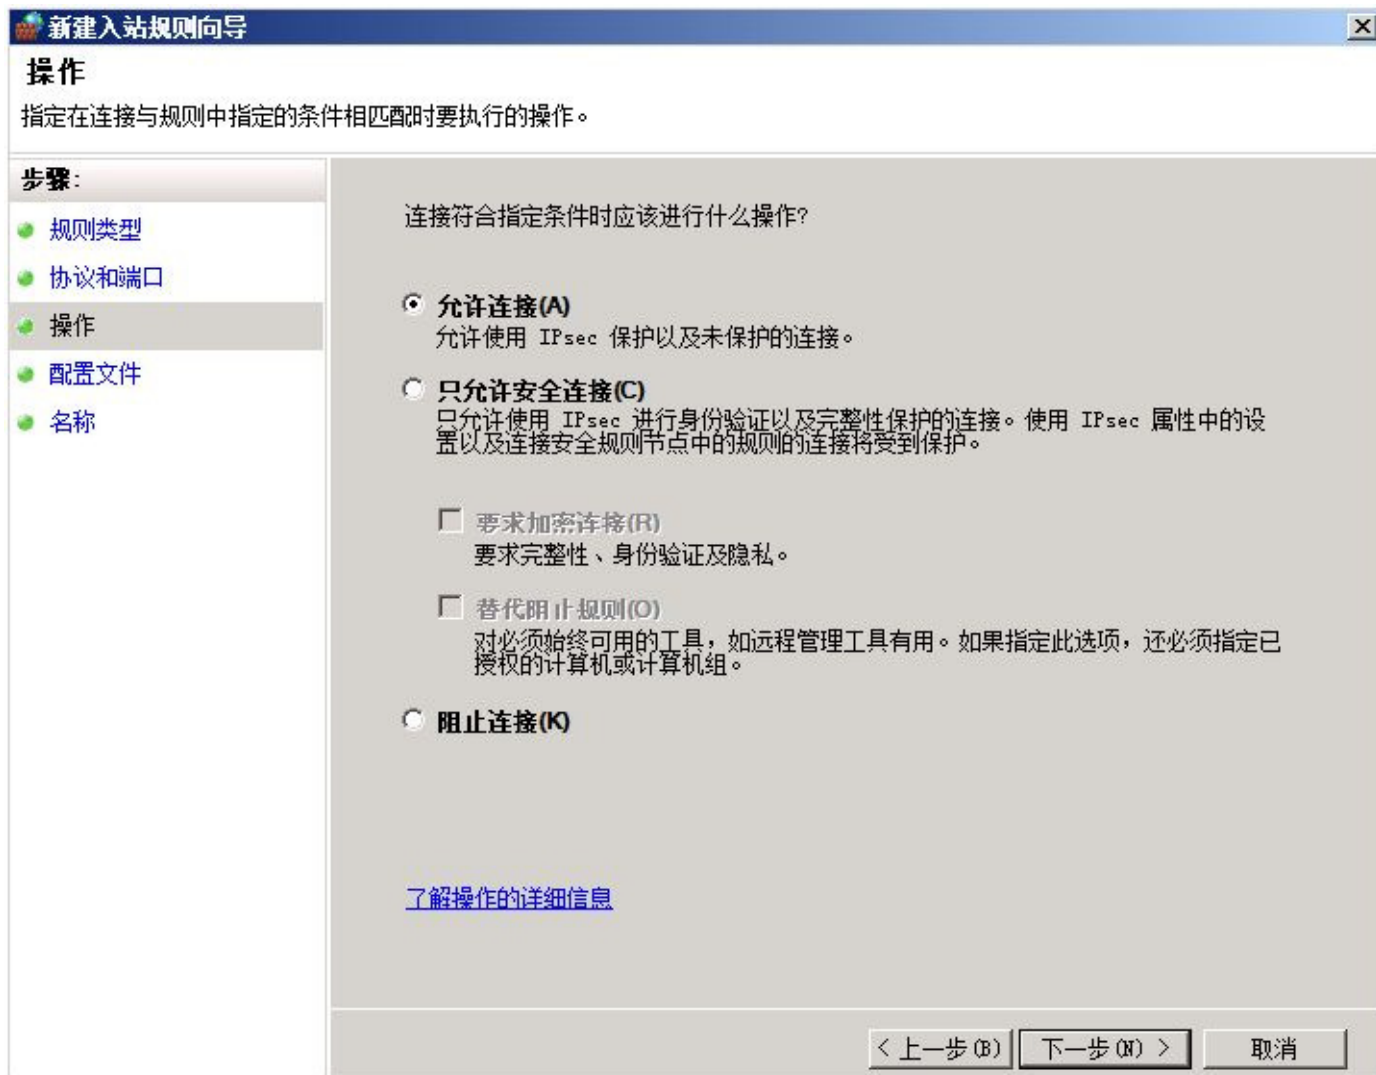 新建入站规则向导
操作
指定在连接与规则中指定的条件相匹配时要执行的操作。
步骤:
规则类型
协议和端口
操作
配置文件
名称
连接符合指定条件时应该进行什么操作?
允许连接(A)
允许使用 IPsec 保护以及未保护的连接。
只允许安全连接(C)
只允许使用 IPsec 进行身份验证以及完整性保护的连接。使用 IPsec 属性中的设
置以及连接安全规则节点中的规则的连接将受到保护。
要求加密连接(R)
要求完整性、身份验证及隐私。
替代阻止规则(O)
对必须始终可用的工具，如远程管理工具有用。如果指定此选项，还必须指定已
授权的计算机或计算机组。
阻止连接(K)
了解操作的详细信息
< 上一步(B)
下一步(N) >
取消